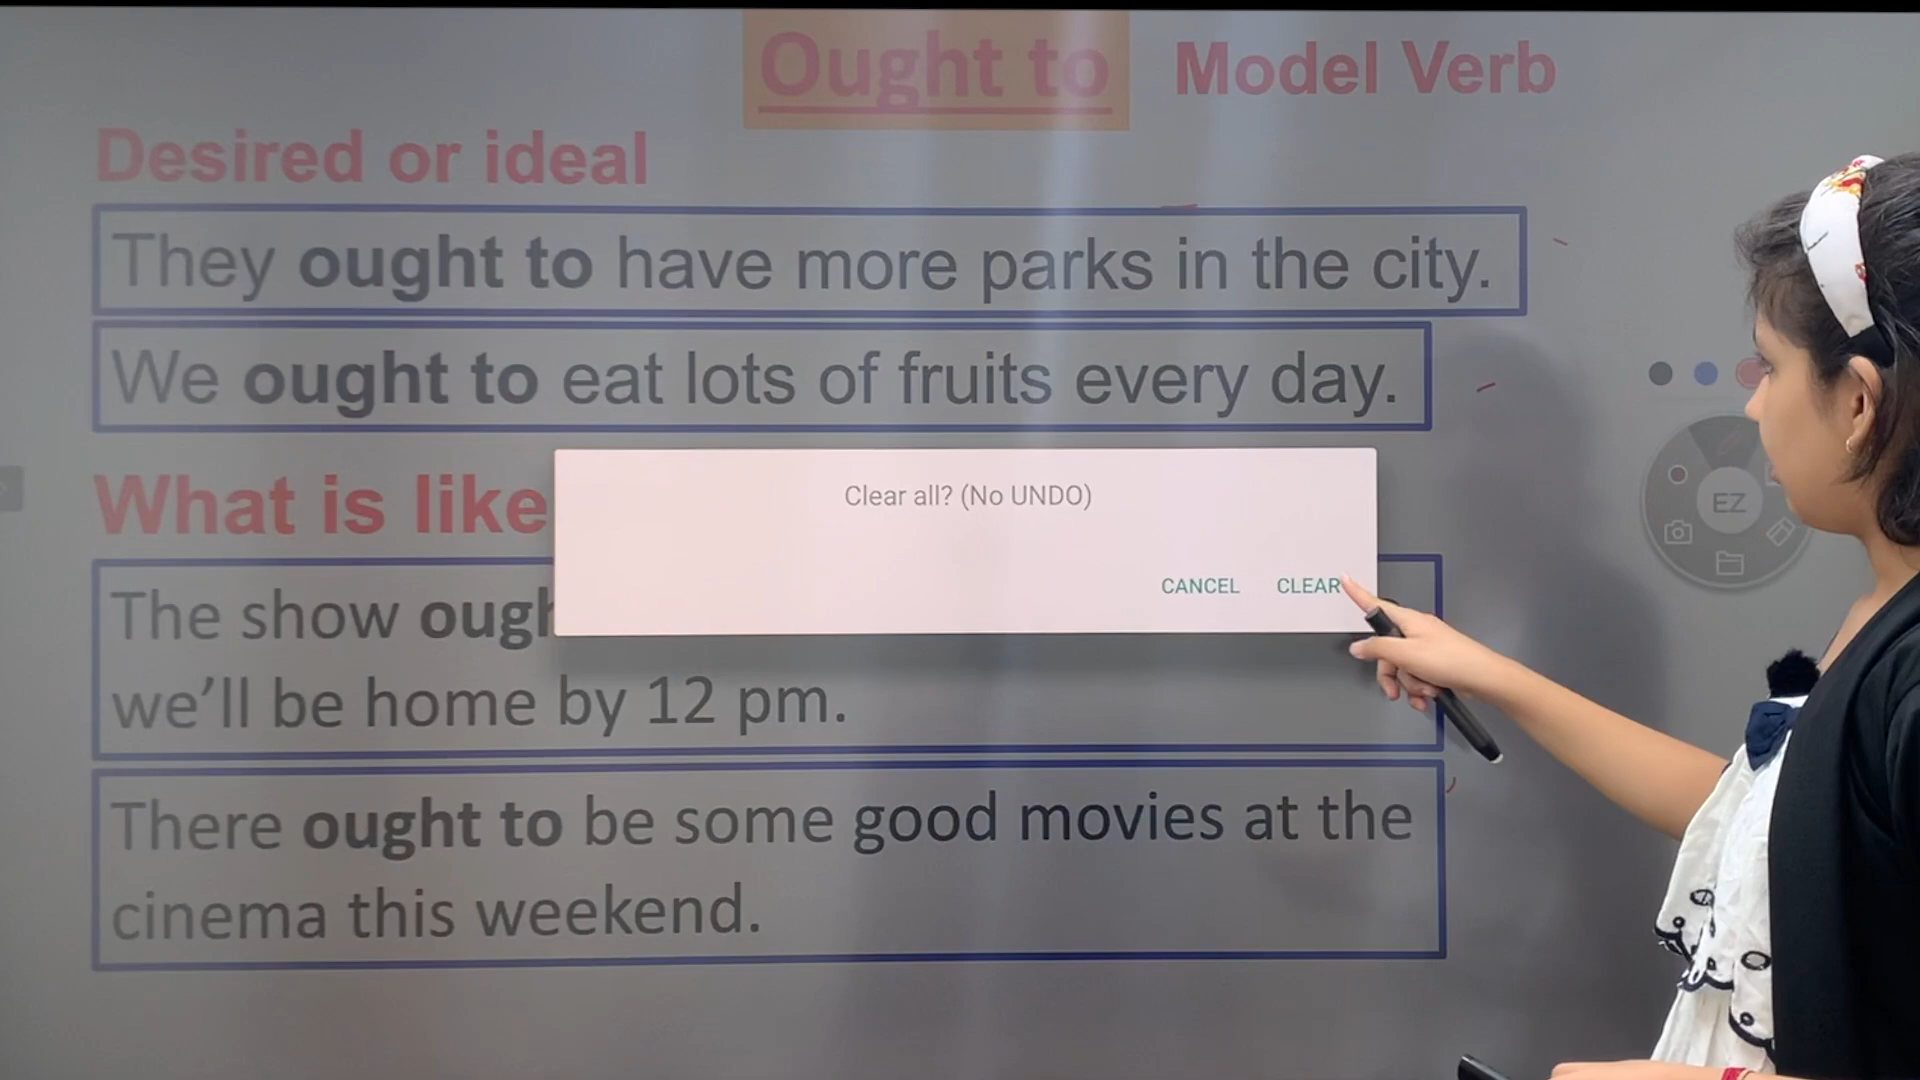 Ought to Model Verb
Desired or ideal
They ought to have more parks in the city.
We ought to eat lots of fruits every day.
What is like
Clear all? (No UNDO)
CANCEL CLEAR
The show
we’ll be home by 12 pm.
There ought to be some good movies at the
cinema this weekend.
EZ